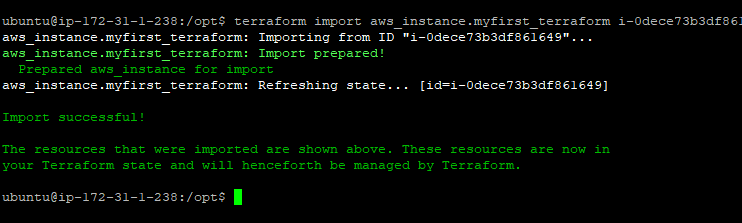 ubuntu@ip-172-31-1-238:/opt$ terraform import aws_instance.myfirst_terraform
aws_instance.myfirst_terraform: Importing from ID "i-0dece73b3df861649"...
aws_instance.myfirst_terraform: Import prepared!
Prepared aws_instance for import
aws_instance.myfirst_terraform: Refreshing state... [id=i-0dece73b3df861649]
Import successful!
The resources that were imported are shown above. These resources are now in
your Terraform state and will henceforth be managed by Terraform.
ubuntu@ip-172-31-1-238:/opt$